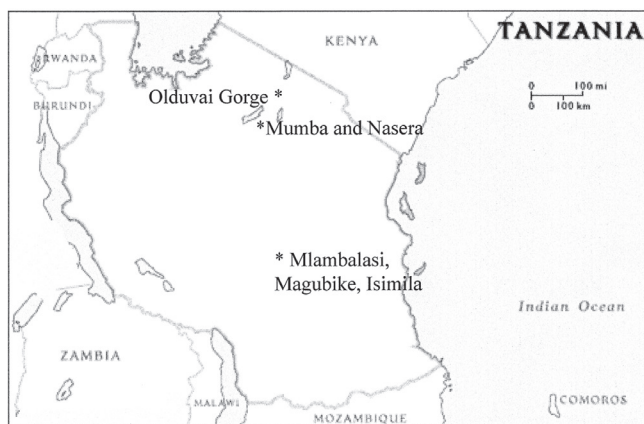 TANZANIA
KENYA
RWANDA
BURUNDI
Olduvai Gorge *
*Mumba and Nasera
0 100 mi
0 100 km
* Mlambalasi,
Magubike, Isimila
Indian Ocean
ZAMBIA
MALAWI
MOZAMBIQUE
COMOROS